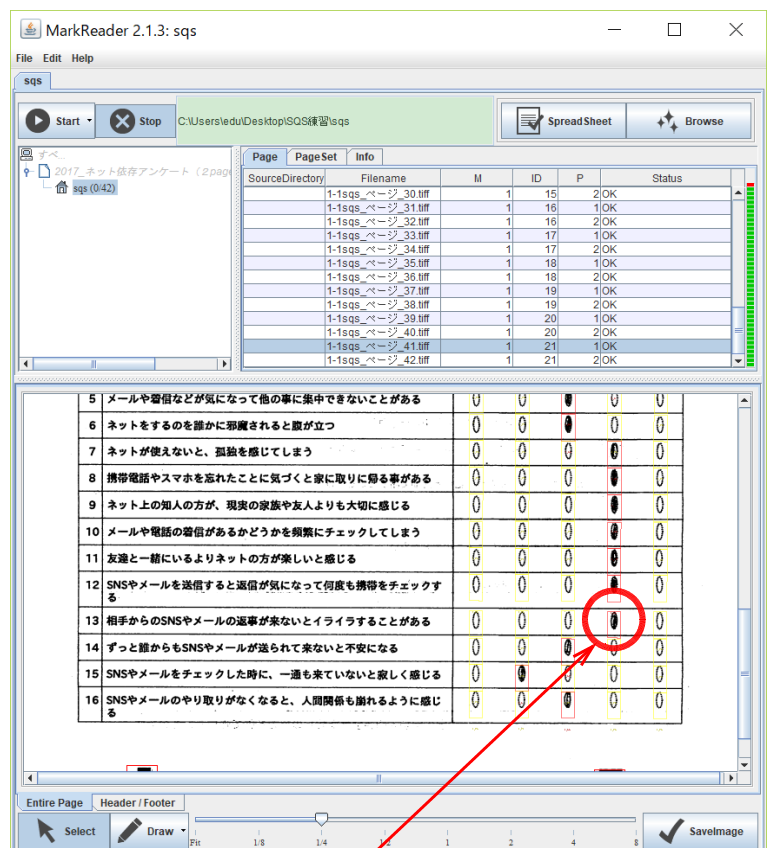 MarkReader 2.1.3: sqs
File Edit Help
sqs
Start Stop C:\Users\edu\Desktop\SQS練習\sqs SpreadSheet Browse
すべ...
2017_ネット依存アンケート（2pag
sqs (0/42)
Page PageSet Info
SourceDirectory Filename M ID P Status
1-1sqs_ページ_30.tiff 1 15 2 OK
1-1sqs_ページ_31.tiff 1 16 1 OK
1-1sqs_ページ_32.tiff 1 16 2 OK
1-1sqs_ページ_33.tiff 1 17 1 OK
1-1sqs_ページ_34.tiff 1 17 2 OK
1-1sqs_ページ_35.tiff 1 18 1 OK
1-1sqs_ページ_36.tiff 1 18 2 OK
1-1sqs_ページ_37.tiff 1 19 1 OK
1-1sqs_ページ_38.tiff 1 19 2 OK
1-1sqs_ページ_39.tiff 1 20 1 OK
1-1sqs_ページ_40.tiff 1 20 2 OK
1-1sqs_ページ_41.tiff 1 21 1 OK
1-1sqs_ページ_42.tiff 1 21 2 OK
5 メールや着信などが気になって他の事に集中できないことがある
6 ネットをするのを誰かに邪魔されると腹が立つ
7 ネットが使えないと、孤独を感じてしまう
8 携帯電話やスマホを忘れたことに気づくと家に取りに帰る事がある
9 ネット上の知人の方が、現実の家族や友人よりも大切に感じる
10 メールや電話の着信があるかどうかを頻繁にチェックしてしまう
11 友達と一緒にいるよりネットの方が楽しいと感じる
12 SNSやメールを送信すると返信が気になって何度も携帯をチェックす
る
13 相手からのSNSやメールの返事が来ないとイライラすることがある
14 ずっと誰からもSNSやメールが送られて来ないと不安になる
15 SNSやメールをチェックした時に、一通も来ていないと寂しく感じる
16 SNSやメールのやり取りがなくなると、人間関係も崩れるように感じ
る
Entire Page Header / Footer
Select Draw Fit 1/8 1/4 1/2 1 2 4 8 SaveImage